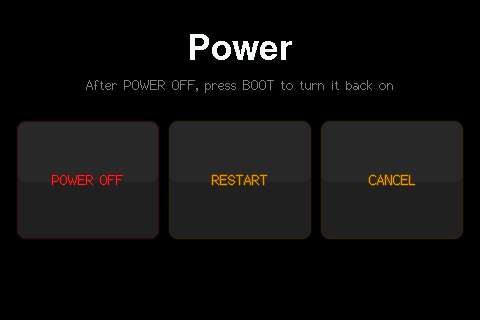 Power
After POWER OFF, press BOOT to turn it back on
POWER OFF
RESTART
CANCEL